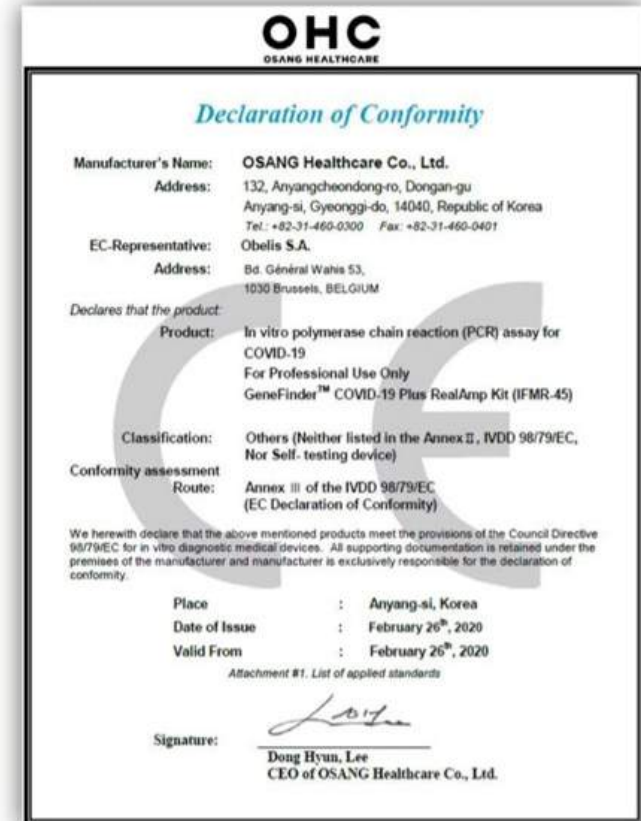 OHC
OSANG HEALTHCARE
Declaration of Conformity
Manufacturer's Name: OSANG Healthcare Co., Ltd.
Address: 132, Anyangcheondong-ro, Dongan-gu
Anyang-si, Gyeonggi-do, 14040, Republic of Korea
Tel.: +82-31-460-0300 Fax: +82-31-460-0401
EC-Representative: Obelis S.A.
Address: Bd. Général Wahis 53,
1030 Brussels, BELGIUM
Declares that the product:
Product: In vitro polymerase chain reaction (PCR) assay for
COVID-19
For Professional Use Only
GeneFinder™ COVID-19 Plus RealAmp Kit (IFMR-45)
Classification: Others (Neither listed in the Annex II, IVDD 98/79/EC,
Nor Self- testing device)
Conformity assessment
Route: Annex III of the IVDD 98/79/EC
(EC Declaration of Conformity)
We herewith declare that the above mentioned products meet the provisions of the Council Directive
98/79/EC for in vitro diagnostic medical devices. All supporting documentation is retained under the
premises of the manufacturer and manufacturer is exclusively responsible for the declaration of
conformity.
Place : Anyang-si, Korea
Date of Issue : February 26th, 2020
Valid From : February 26th, 2020
Attachment #1. List of applied standards
Signature:
Dong Hyun, Lee
CEO of OSANG Healthcare Co., Ltd.
CE